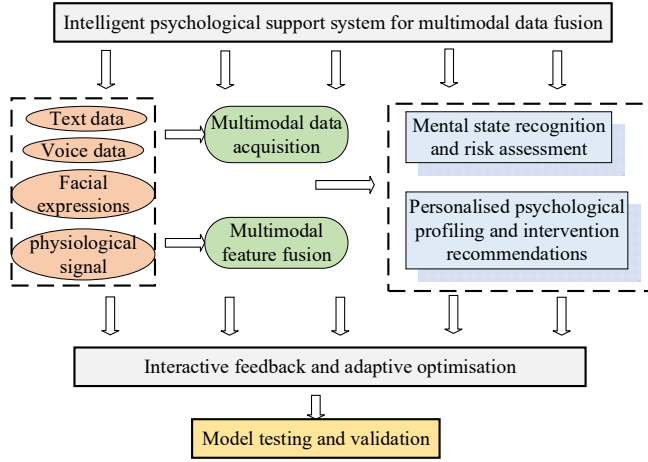 Intelligent psychological support system for multimodal data fusion
Text data
Voice data
Facial
expressions
physiological
signal
Multimodal data
acquisition
Multimodal
feature fusion
Mental state recognition
and risk assessment
Personalised psychological
profiling and intervention
recommendations
Interactive feedback and adaptive optimisation
Model testing and validation